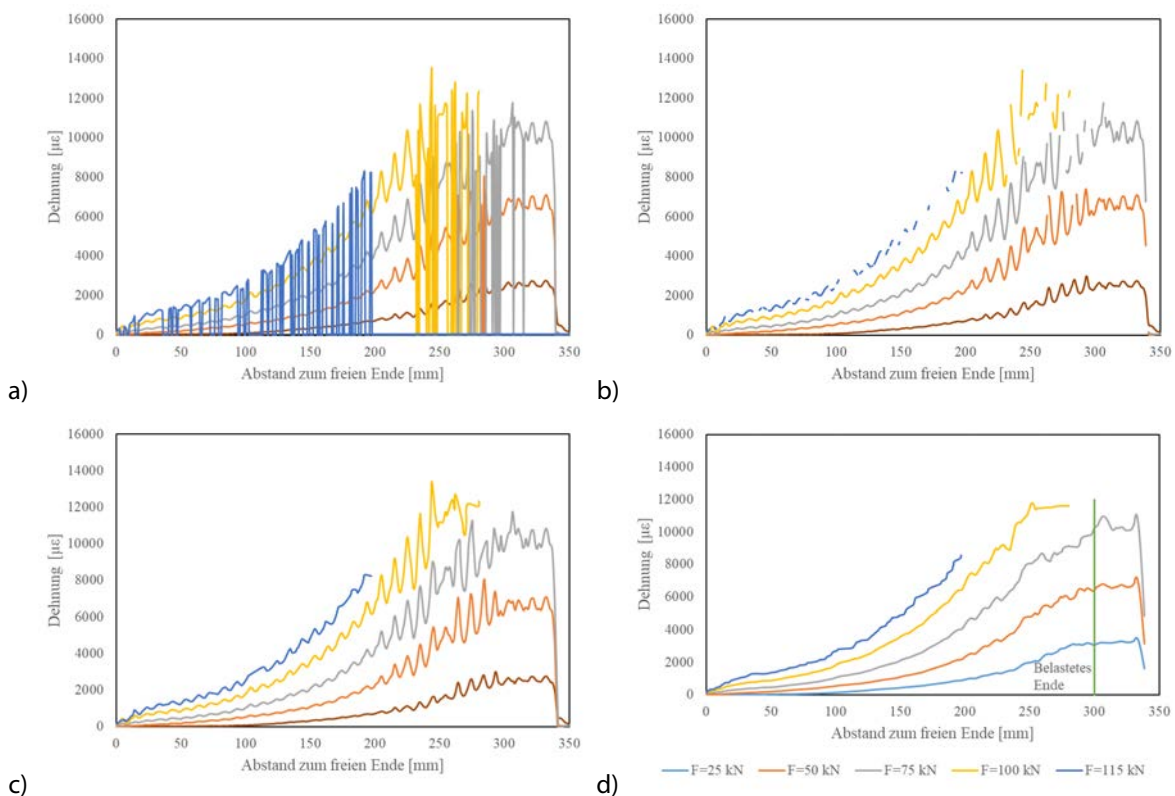 16000
14000
12000
10000
8000
6000
4000
2000
0
Dehnung [με]
0 50 100 150 200 250 300 350
Abstand zum freien Ende [mm]
a)
16000
14000
12000
10000
8000
6000
4000
2000
0
Dehnung [με]
0 50 100 150 200 250 300 350
Abstand zum freien Ende [mm]
b)
16000
14000
12000
10000
8000
6000
4000
2000
0
Dehnung [με]
0 50 100 150 200 250 300 350
Abstand zum freien Ende [mm]
c)
16000
14000
12000
10000
8000
6000
4000
2000
0
Dehnung [με]
Belastetes
Ende
0 50 100 150 200 250 300 350
Abstand zum freien Ende [mm]
d)
F=25 kN F=50 kN F=75 kN F=100 kN F=115 kN